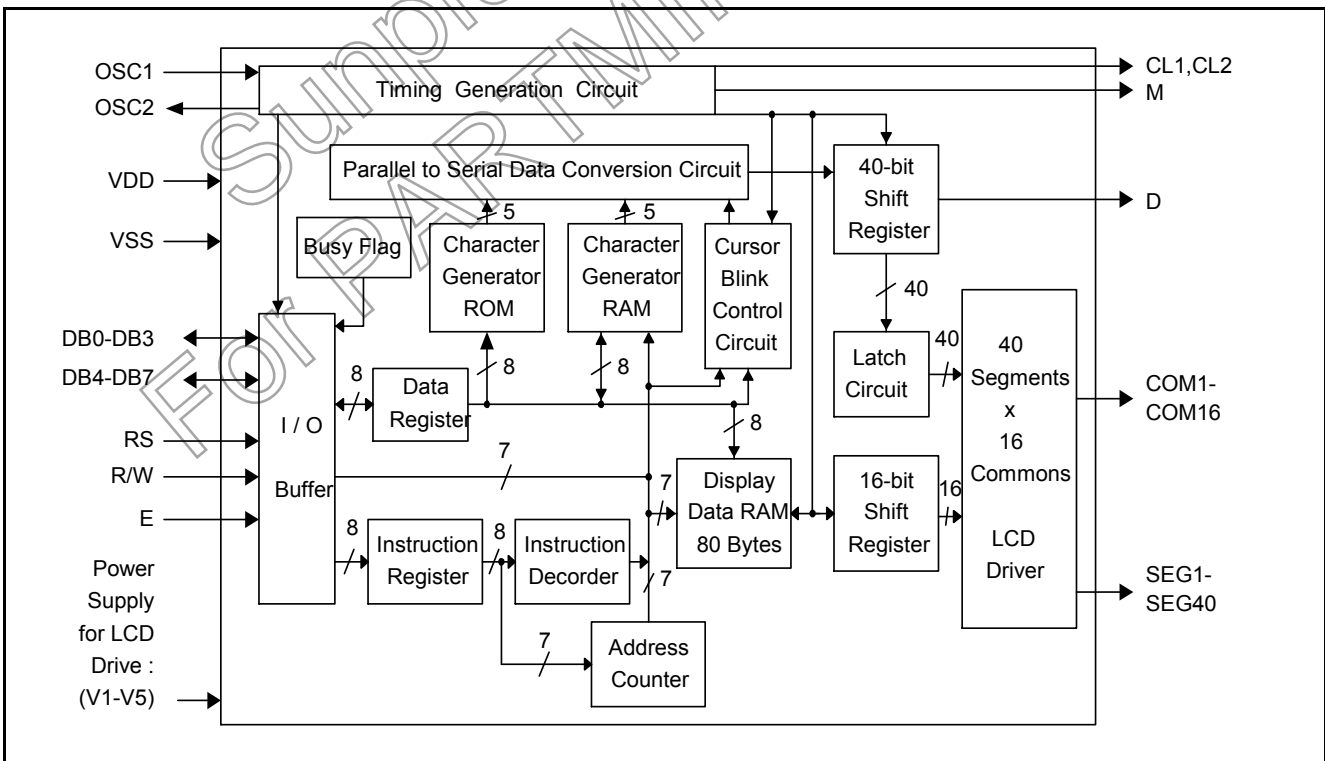 OSC1
OSC2
VDD
VSS
DB0-DB3
DB4-DB7
RS
R/W
E
Power
Supply
for LCD
Drive :
(V1-V5)
Timing Generation Circuit
Parallel to Serial Data Conversion Circuit
Busy Flag
5
Character
Generator
ROM
8
5
Character
Generator
RAM
8
Cursor
Blink
Control
Circuit
40-bit
Shift
Register
40
Latch
Circuit
40
I / O
Buffer
8
Data
Register
7
8
7
Display
Data RAM
80 Bytes
16-bit
Shift
Register
16
40
Segments
x
16
Commons
LCD
Driver
8
Instruction
Register
8
Instruction
Decorder
7
7
Address
Counter
CL1,CL2
M
D
COM1-
COM16
SEG1-
SEG40
For PARTMin